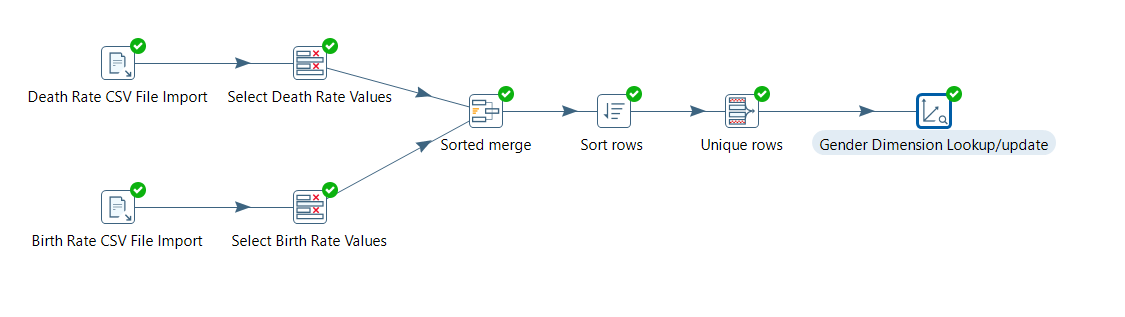 Death Rate CSV File Import
Select Death Rate Values
Sorted merge
Sort rows
Unique rows
Gender Dimension Lookup/update
Birth Rate CSV File Import
Select Birth Rate Values